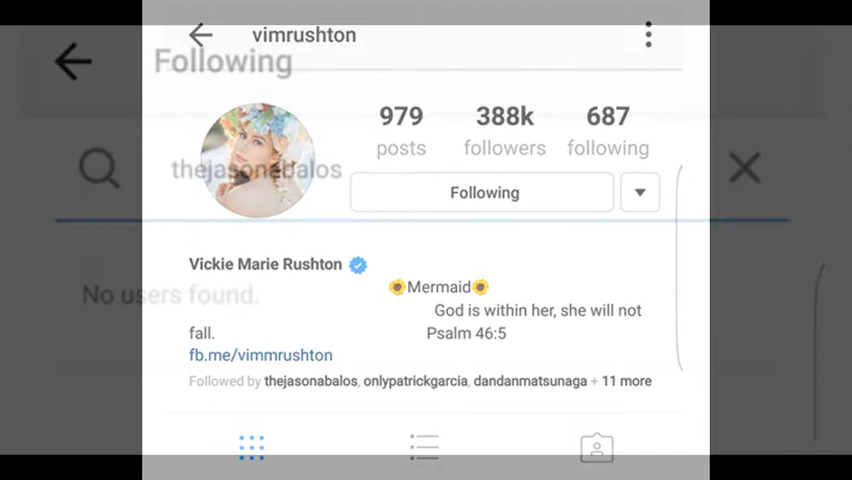 vimrushton
Following
979 388k 687
posts followers following
thejasonabalos
Following
Vickie Marie Rushton
No users found.
🌻Mermaid🌻
God is within her, she will not
fall. Psalm 46:5
fb.me/vimmrushton
Followed by thejasonabalos, onlypatrickgarcia, dandanmatsunaga + 11 more